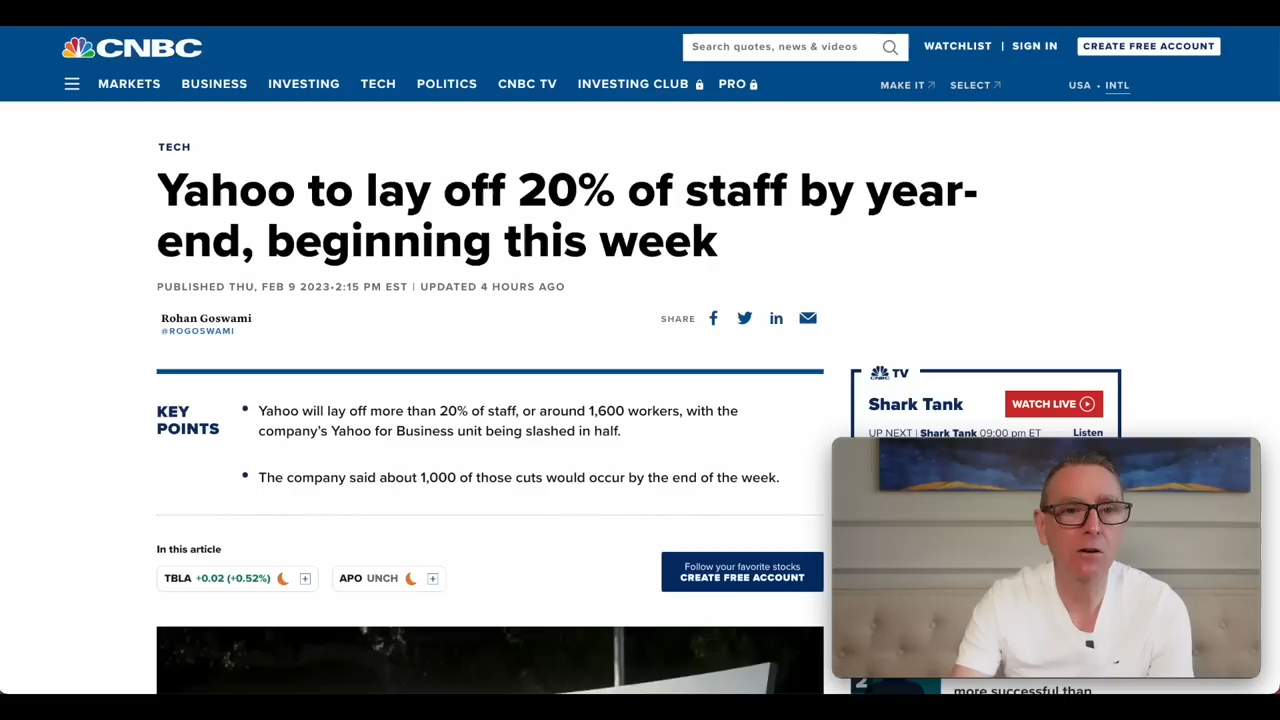 CNBC
Search quotes, news & videos
WATCHLIST | SIGN IN
CREATE FREE ACCOUNT
MARKETS BUSINESS INVESTING TECH POLITICS CNBC TV INVESTING CLUB PRO
MAKE IT SELECT
USA • INTL
TECH
Yahoo to lay off 20% of staff by year-
end, beginning this week
PUBLISHED THU, FEB 9 2023•2:15 PM EST | UPDATED 4 HOURS AGO
Rohan Goswami
@ROGOSWAMI
SHARE
KEY
POINTS
• Yahoo will lay off more than 20% of staff, or around 1,600 workers, with the
company’s Yahoo for Business unit being slashed in half.
• The company said about 1,000 of those cuts would occur by the end of the week.
In this article
TBLA +0.02 (+0.52%)
APO UNCH
Follow your favorite stocks
CREATE FREE ACCOUNT
TV
Shark Tank
WATCH LIVE
UP NEXT | Shark Tank 09:00 pm ET
Listen
2
more successful than